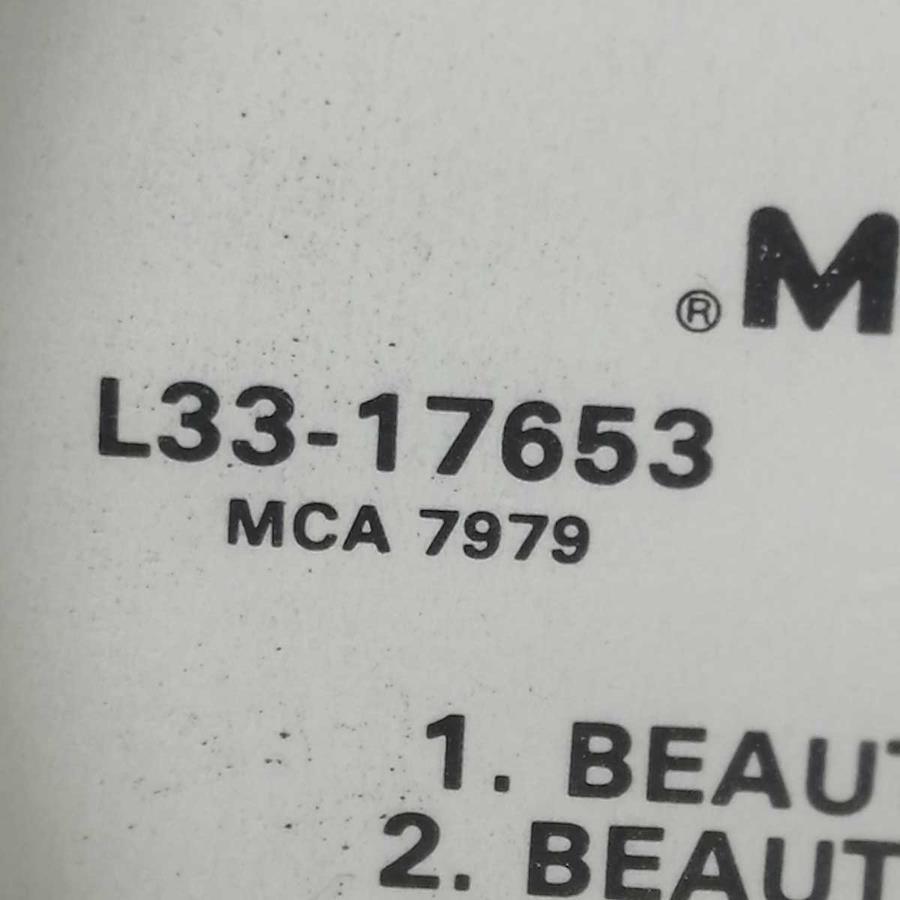 ® M
L33-17653
MCA 7979
1. BEAUT
2. BEAUT